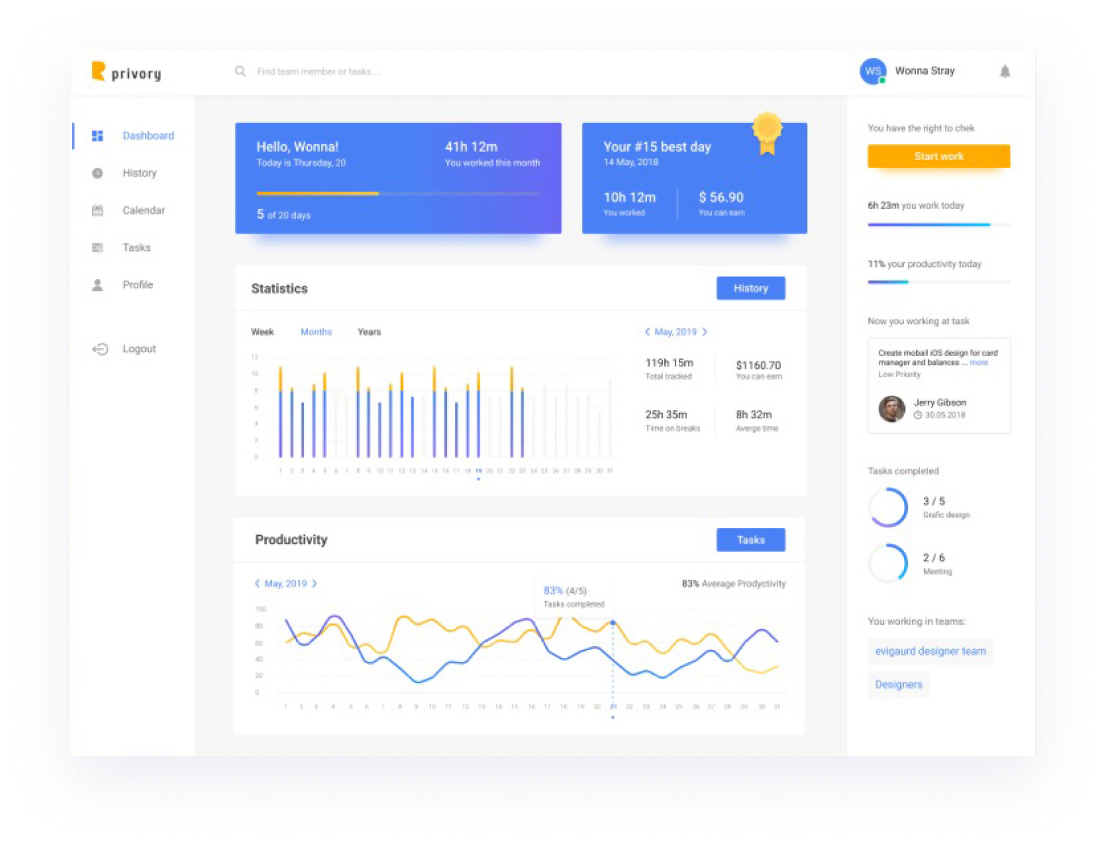 privory
Find team member or tasks ...
WS
Wonna Stray
Dashboard
History
Calendar
Tasks
Profile
Logout
Hello, Wonna!
Today is Thursday, 20
41h 12m
You worked this month
5 of 20 days
Your #15 best day
14 May, 2018
10h 12m
You worked
$ 56.90
You can earn
Statistics
History
Week Months Years
May, 2019
12
10
8
6
4
2
0
1 2 3 4 5 6 7 8 9 10 11 12 13 14 15 16 17 18 19 20 21 22 23 24 25 26 27 28 29 30 31
119h 15m
Total tracked
$1160.70
You can earn
25h 35m
Time on breaks
8h 32m
Averge time
Productivity
Tasks
May, 2019
83% (4/5)
Tasks completed
83% Average Prodyctivity
100
80
60
40
20
0
1 2 3 4 5 6 7 8 9 10 11 12 13 14 15 16 17 18 19 20 21 22 23 24 25 26 27 28 29 30 31
You have the right to chek
Start work
6h 23m you work today
11% your productivity today
Now you working at task
Create moball iOS design for card
manager and balances ... more
Low Priority
Jerry Gibson
30.05.2018
Tasks completed
3 / 5
Grafic design
2 / 6
Meeting
You working in teams:
evigaurd designer team
Designers